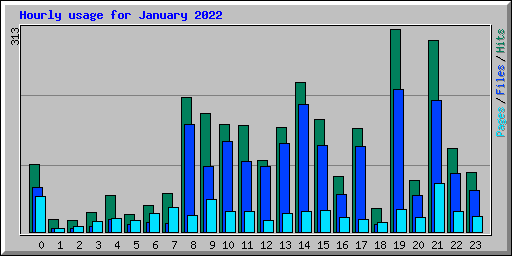 Hourly usage for January 2022
313
Pages / Files / Hits
0 1 2 3 4 5 6 7 8 9 10 11 12 13 14 15 16 17 18 19 20 21 22 23